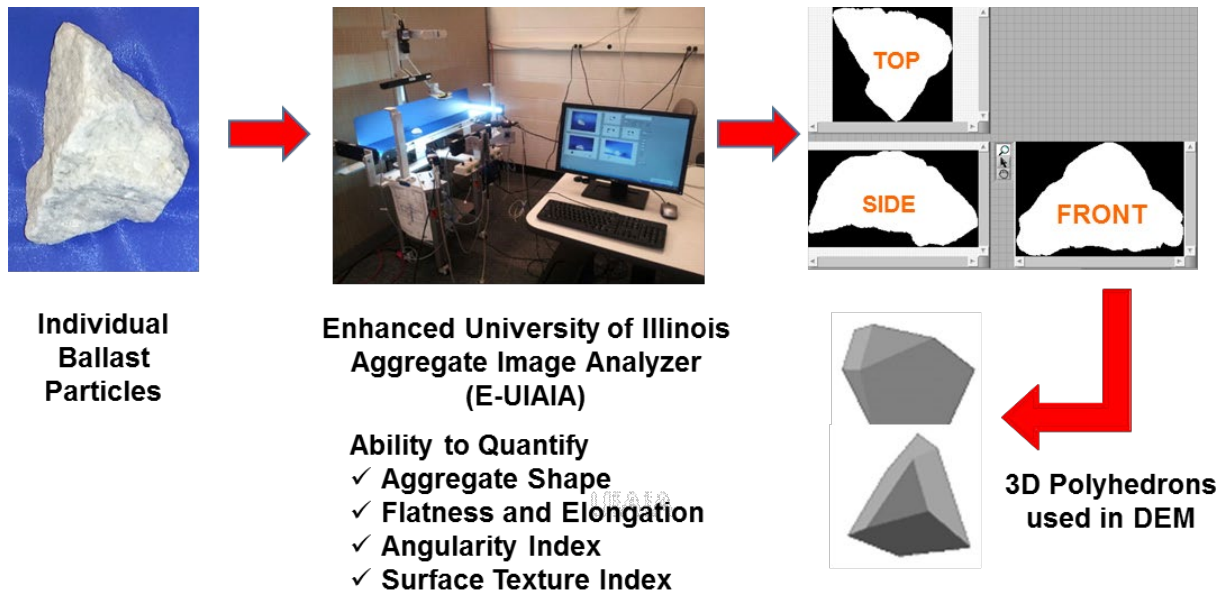 TOP
SIDE
FRONT
Individual
Ballast
Particles
Enhanced University of Illinois
Aggregate Image Analyzer
(E-UIAIA)
Ability to Quantify
✓ Aggregate Shape
✓ Flatness and Elongation
✓ Angularity Index
✓ Surface Texture Index
3D Polyhedrons
used in DEM